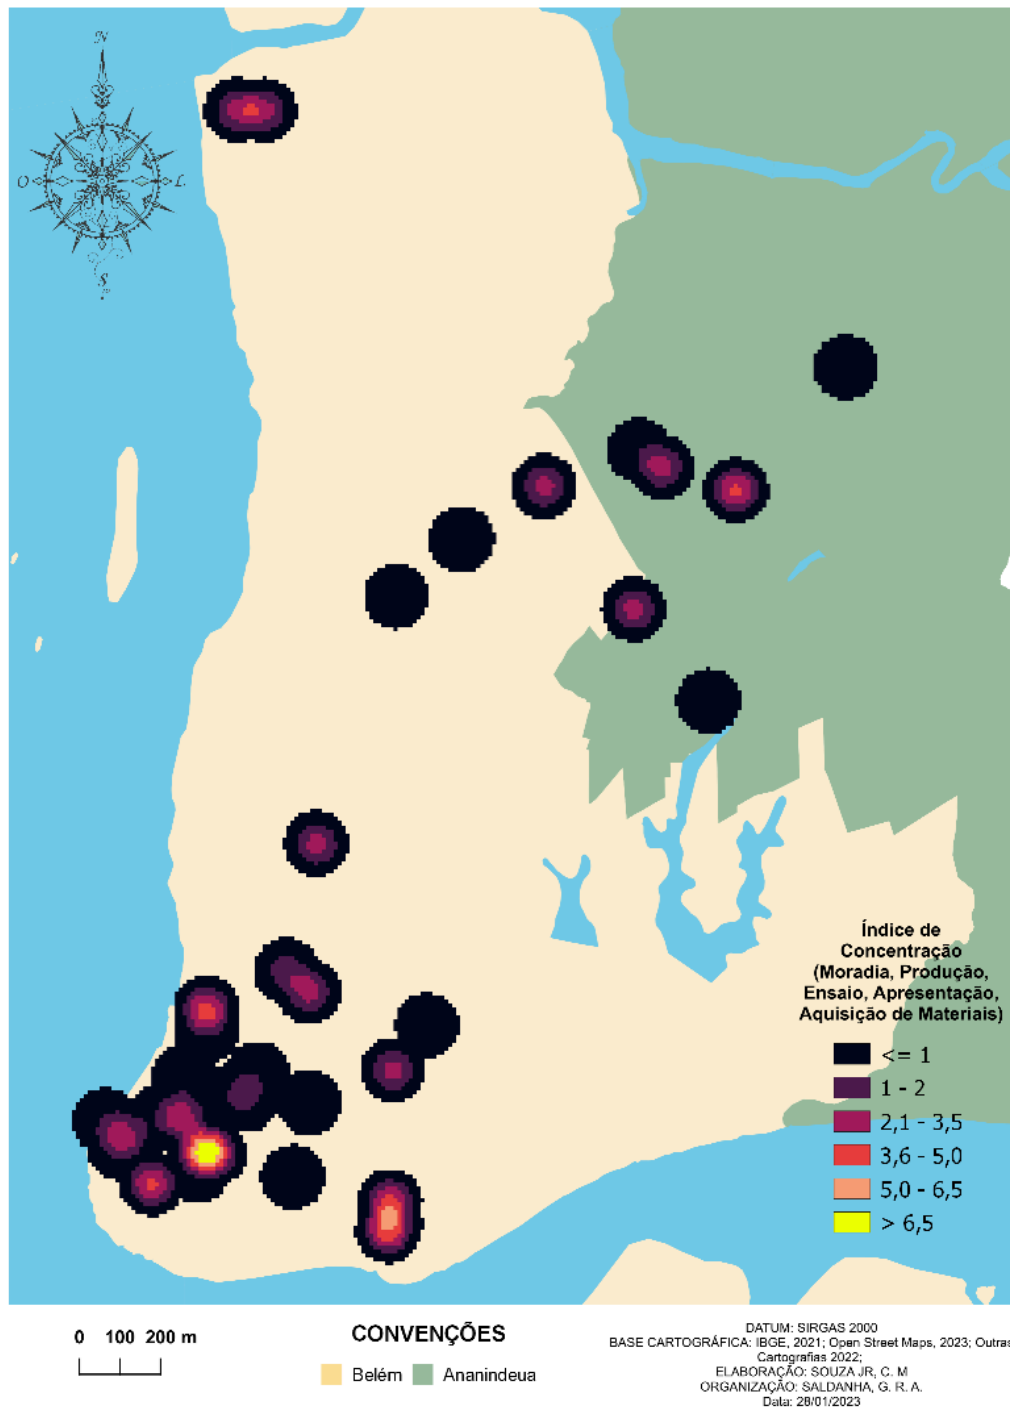 N
O
L
S
Índice de
Concentração
(Moradia, Produção,
Ensaio, Apresentação,
Aquisição de Materiais)
<= 1
1 - 2
2,1 - 3,5
3,6 - 5,0
5,0 - 6,5
> 6,5
0 100 200 m
CONVENÇÕES
Belém Ananindeua
DATUM: SIRGAS 2000
BASE CARTOGRÁFICA: IBGE, 2021; Open Street Maps, 2023; Outras
Cartografias 2022;
ELABORAÇÃO: SOUZA JR, C. M
ORGANIZAÇÃO: SALDANHA, G. R. A.
Data: 28/01/2023